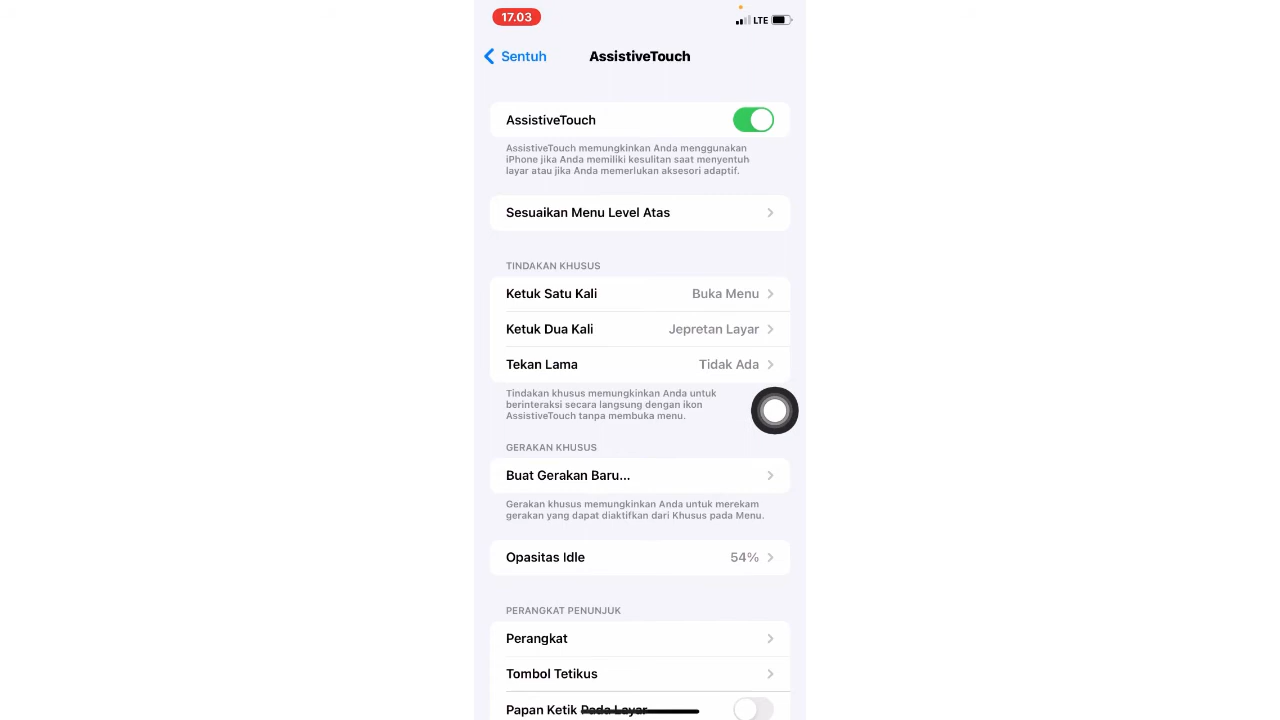 17.03
LTE
Sentuh
AssistiveTouch
AssistiveTouch
AssistiveTouch memungkinkan Anda menggunakan
iPhone jika Anda memiliki kesulitan saat menyentuh
layar atau jika Anda memerlukan aksesori adaptif.
Sesuaikan Menu Level Atas
TINDAKAN KHUSUS
Ketuk Satu Kali Buka Menu
Ketuk Dua Kali Jepretan Layar
Tekan Lama Tidak Ada
Tindakan khusus memungkinkan Anda untuk
berinteraksi secara langsung dengan ikon
AssistiveTouch tanpa membuka menu.
GERAKAN KHUSUS
Buat Gerakan Baru...
Gerakan khusus memungkinkan Anda untuk merekam
gerakan yang dapat diaktifkan dari Khusus pada Menu.
Opasitas Idle 54%
PERANGKAT PENUNJUK
Perangkat
Tombol Tetikus
Papan Ketik Pada Layar